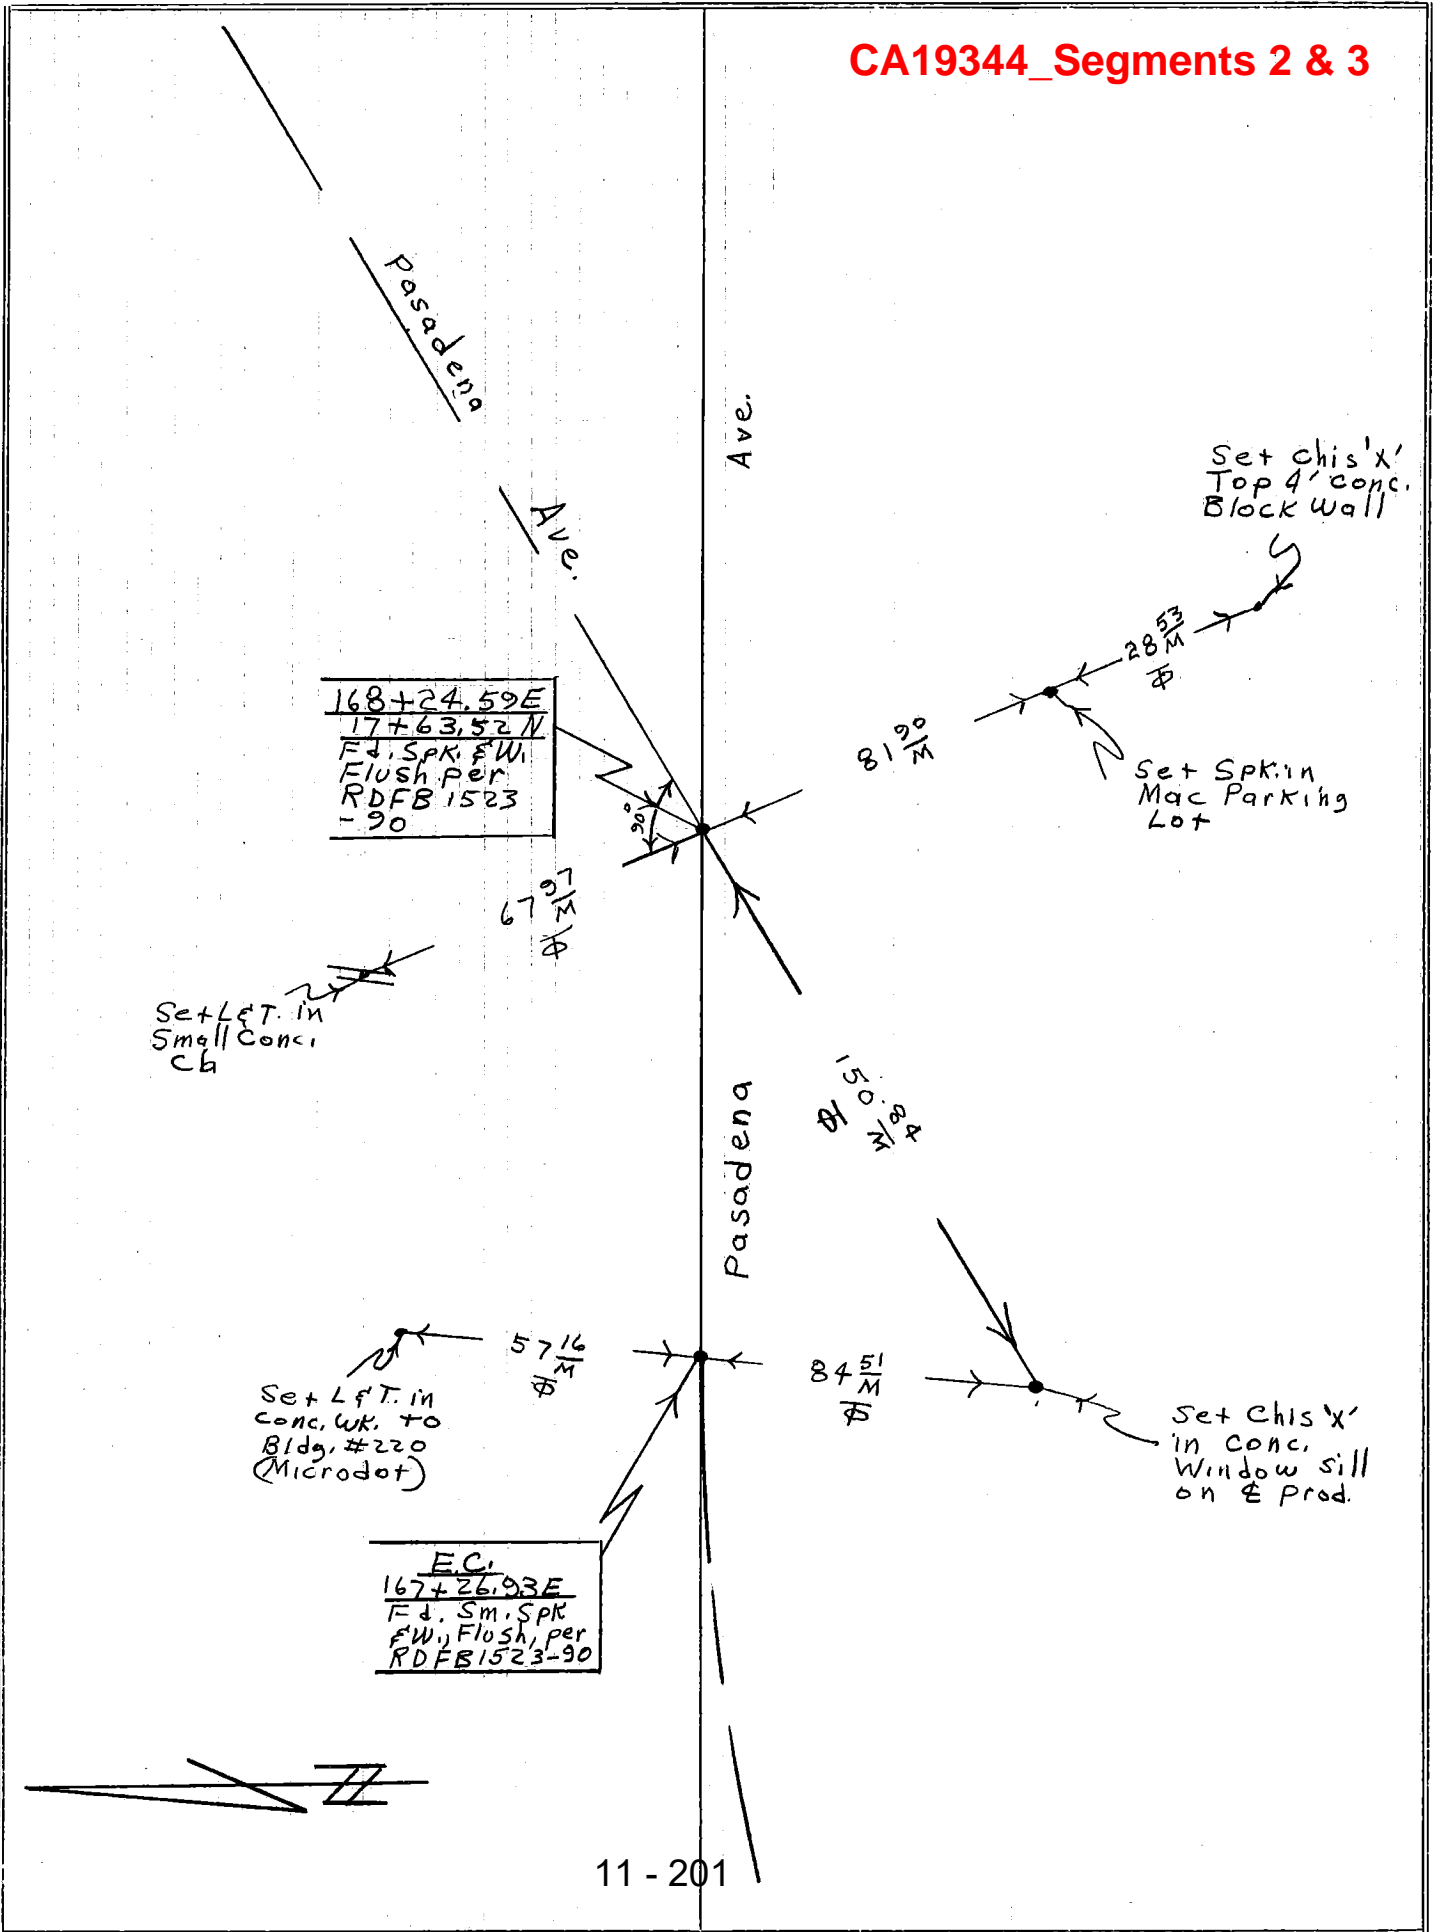 CA19344_Segments 2 & 3
Pasadena
Ave.
Ave.
Set Chis 'X'
Top 4' Conc.
Block Wall
28 53/M
81 90/M
Set Spk. in
Mac Parking
Lot
168+24.59E
17+63.52 N
Fd. Spk. & W.
Flush per
RDFB 1523
-90
90°
67 97/M
Set L & T. in
Small Conc.
Cb
150.84
M
Pasadena
57 16/M
84 51/M
Set L & T. in
Conc. Wk. to
Bldg. #220
(Microdot)
Set Chis 'X'
in Conc.
Window Sill
on ℄ Prod.
E.C.
167+26.93E
Fd. Sm. Spk
& W., Flush, per
RDFB1523-90
N
11 - 201